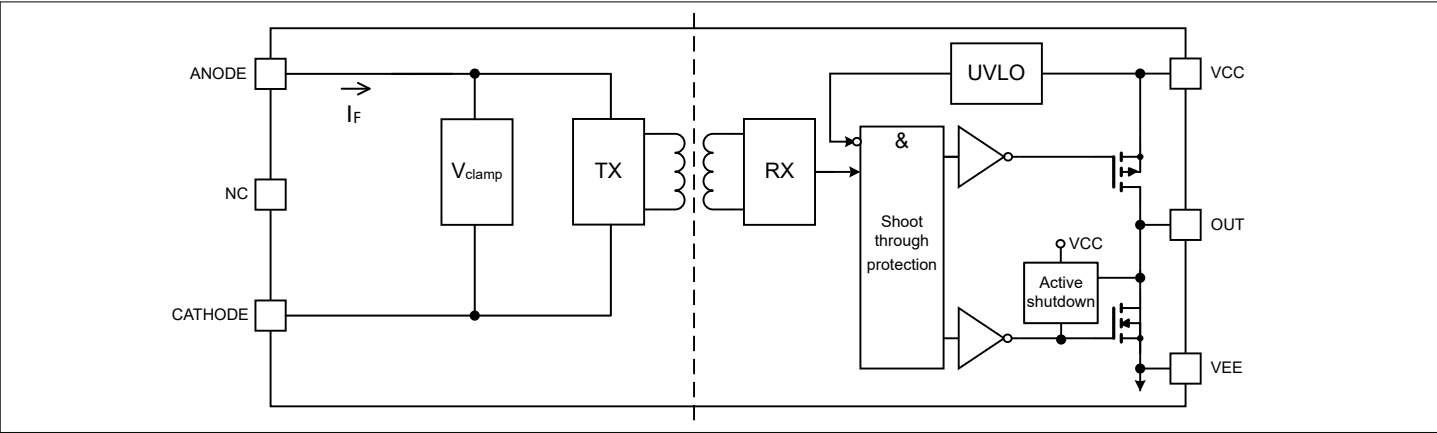 ANODE
IF
NC
CATHODE
Vclamp
TX
RX
UVLO
&
Shoot
through
protection
VCC
Active
shutdown
VCC
OUT
VEE